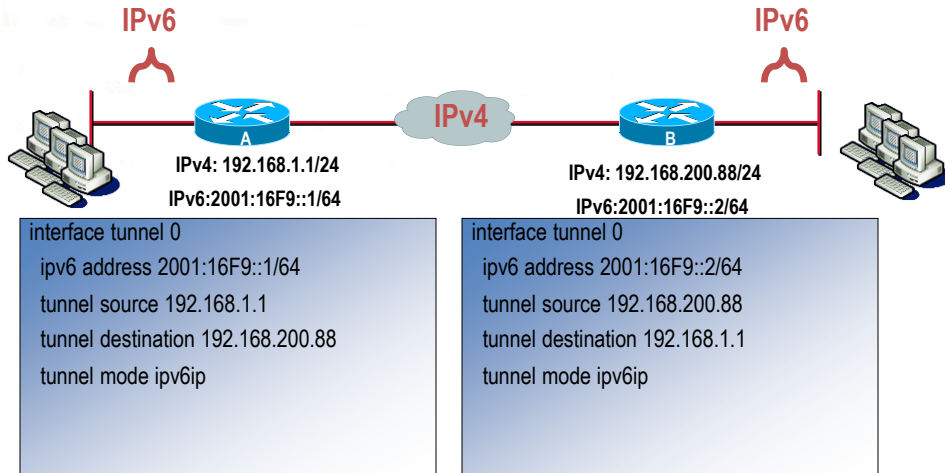 IPv6
IPv6
IPv4
A
B
IPv4: 192.168.1.1/24
IPv6:2001:16F9::1/64
IPv4: 192.168.200.88/24
IPv6:2001:16F9::2/64
interface tunnel 0
ipv6 address 2001:16F9::1/64
tunnel source 192.168.1.1
tunnel destination 192.168.200.88
tunnel mode ipv6ip
interface tunnel 0
ipv6 address 2001:16F9::2/64
tunnel source 192.168.200.88
tunnel destination 192.168.1.1
tunnel mode ipv6ip